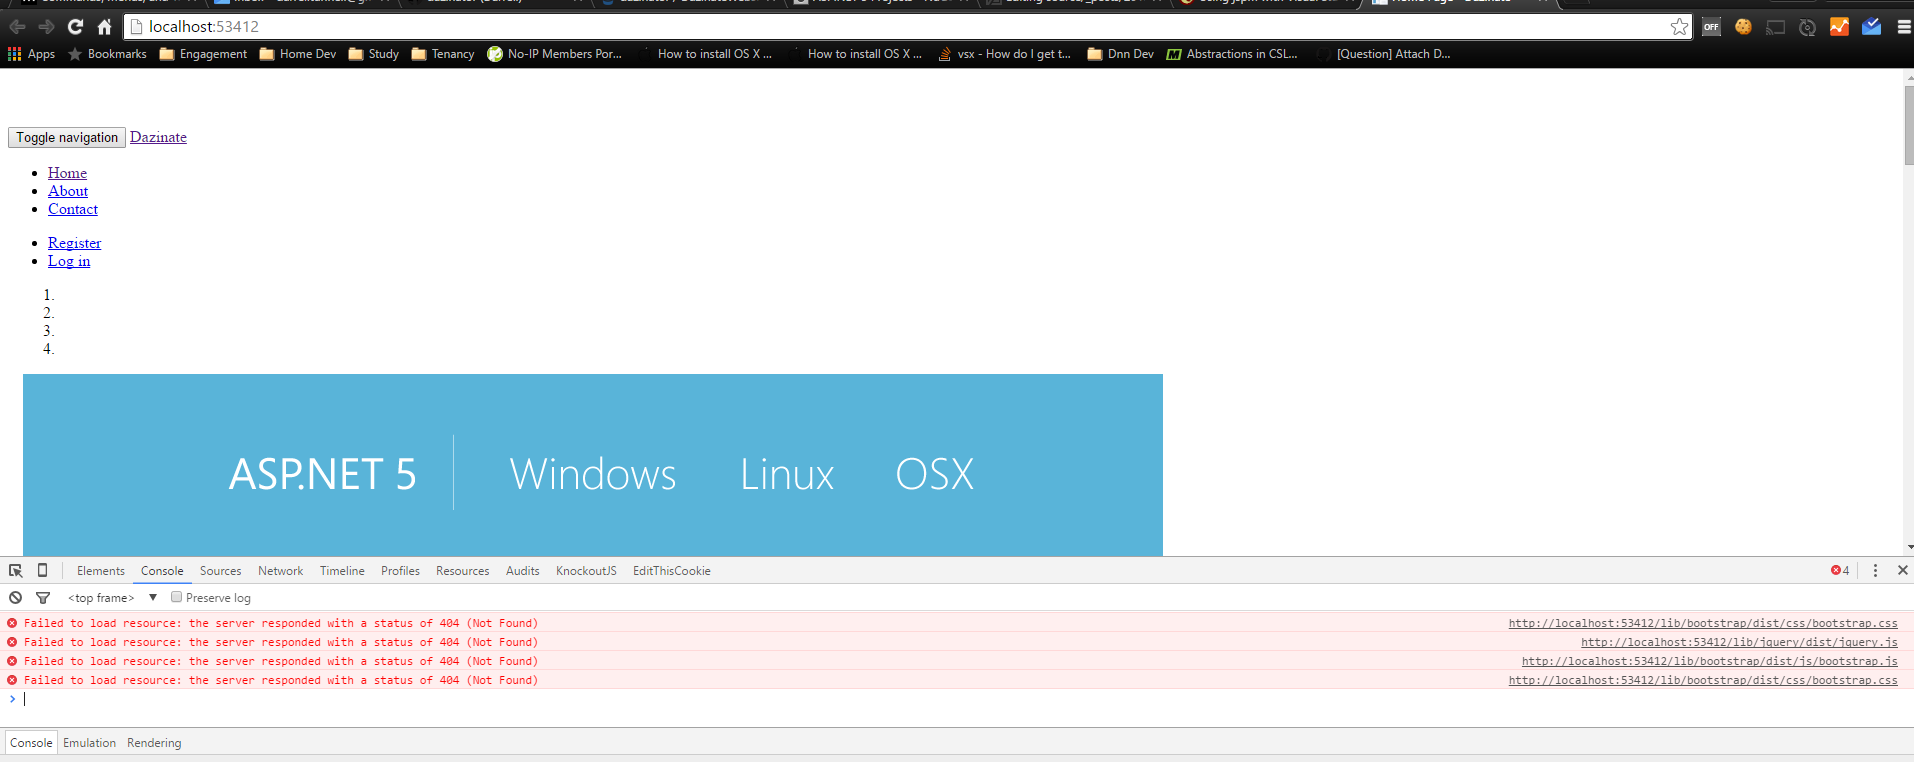 localhost:53412
OFF
Apps Bookmarks Engagement Home Dev Study Tenancy No-IP Members Por... How to install OS X ... How to install OS X ... vsx - How do I get t... Dnn Dev Abstractions in CSL... [Question] Attach D...
Toggle navigation Dazinate
Home
About
Contact
Register
Log in
1.
2.
3.
4.
ASP.NET 5 Windows Linux OSX
Elements Console Sources Network Timeline Profiles Resources Audits KnockoutJS EditThisCookie 4
<top frame> Preserve log
Failed to load resource: the server responded with a status of 404 (Not Found) http://localhost:53412/lib/bootstrap/dist/css/bootstrap.css
Failed to load resource: the server responded with a status of 404 (Not Found) http://localhost:53412/lib/jquery/dist/jquery.js
Failed to load resource: the server responded with a status of 404 (Not Found) http://localhost:53412/lib/bootstrap/dist/js/bootstrap.js
Failed to load resource: the server responded with a status of 404 (Not Found) http://localhost:53412/lib/bootstrap/dist/css/bootstrap.css
Console Emulation Rendering